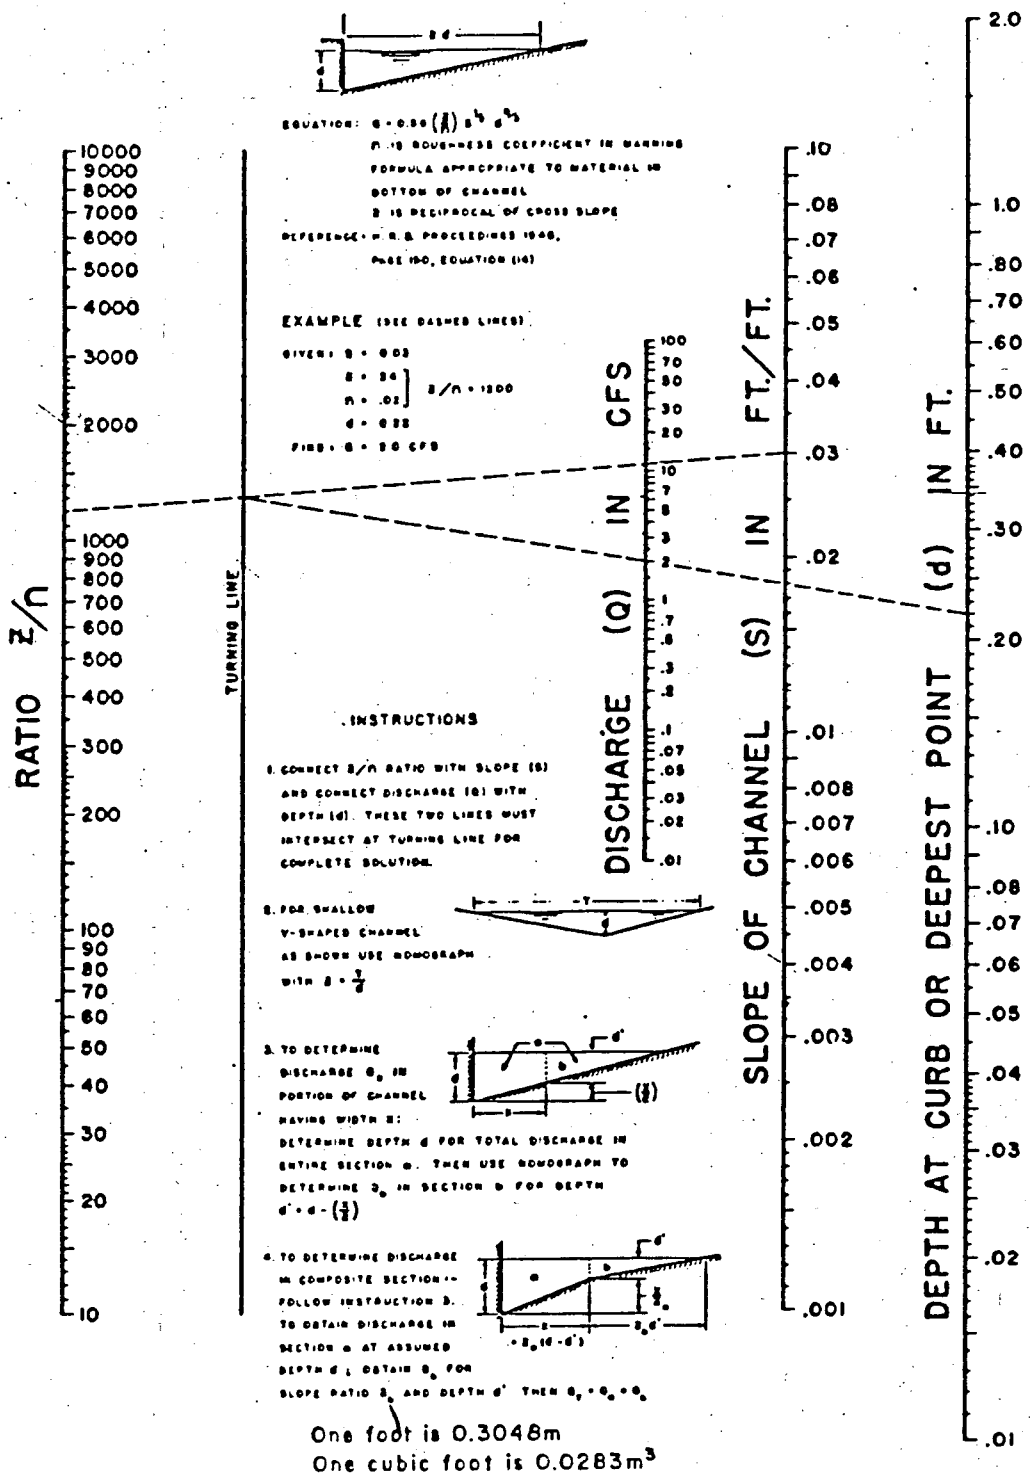 z d
d
EQUATION: Q = 0.56 (z/n) s^1/2 d^8/3
n IS ROUGHNESS COEFFICIENT IN MANNING
FORMULA APPROPRIATE TO MATERIAL IN
BOTTOM OF CHANNEL
z IS RECIPROCAL OF CROSS SLOPE
REFERENCE: H.R.B. PROCEEDINGS 1946,
PAGE 150, EQUATION (14)
EXAMPLE (SEE DASHED LINES)
GIVEN: s = 0.03
z = 24
n = .02
z/n = 1200
d = 0.22
FIND: Q = 2.0 CFS
RATIO z/n
10000
9000
8000
7000
6000
5000
4000
3000
2000
1000
900
800
700
600
500
400
300
200
100
90
80
70
60
50
40
30
20
10
TURNING LINE
DISCHARGE (Q) IN CFS
100
70
50
30
20
10
7
5
3
2
1
.7
.5
.3
.2
.1
.07
.05
.03
.02
.01
SLOPE OF CHANNEL (S) IN FT./FT.
.10
.08
.07
.06
.05
.04
.03
.02
.01
.008
.007
.006
.005
.004
.003
.002
.001
DEPTH AT CURB OR DEEPEST POINT (d) IN FT.
2.0
1.0
.80
.70
.60
.50
.40
.30
.20
.10
.08
.07
.06
.05
.04
.03
.02
.01
INSTRUCTIONS
1. CONNECT z/n RATIO WITH SLOPE (S)
AND CONNECT DISCHARGE (Q) WITH
DEPTH (d). THESE TWO LINES MUST
INTERSECT AT TURNING LINE FOR
COMPLETE SOLUTION.
2. FOR SHALLOW
V-SHAPED CHANNEL
AS SHOWN USE NOMOGRAPH
WITH z = T/d
T
d
3. TO DETERMINE
DISCHARGE Qx IN
PORTION OF CHANNEL
HAVING WIDTH x:
DETERMINE DEPTH d FOR TOTAL DISCHARGE IN
ENTIRE SECTION a. THEN USE NOMOGRAPH TO
DETERMINE Qb IN SECTION b FOR DEPTH
d' = d - (x/z)
d
a
b
d'
x
(x/z)
4. TO DETERMINE DISCHARGE
IN COMPOSITE SECTION:
FOLLOW INSTRUCTION 3.
TO OBTAIN DISCHARGE IN
SECTION a AT ASSUMED
DEPTH d; OBTAIN Qb FOR
SLOPE RATIO zb AND DEPTH d' THEN QT = Qa + Qb
d
a
b
d'
x
zb d'
= za (d-d')
One foot is 0.3048m
One cubic foot is 0.0283m³